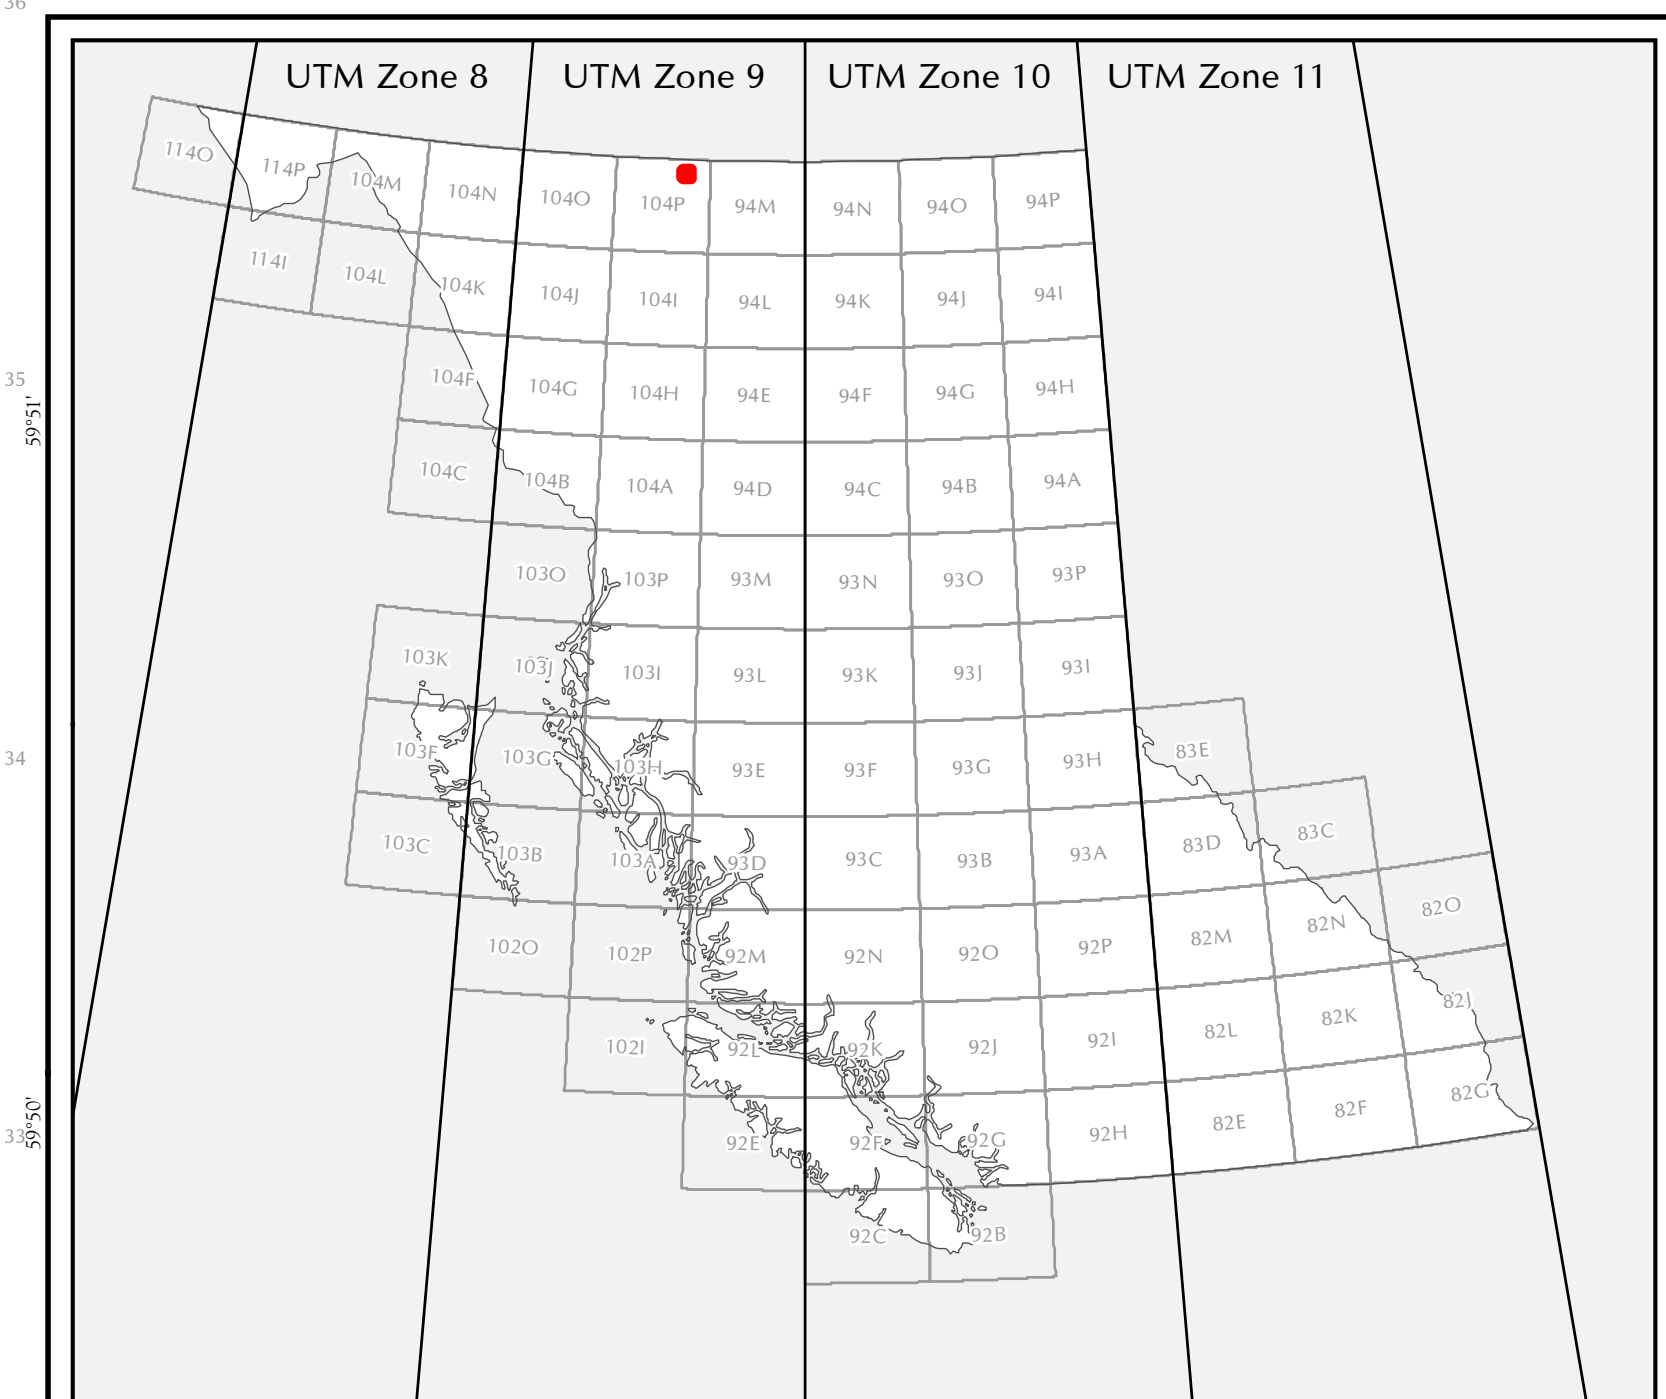 36
UTM Zone 8 UTM Zone 9 UTM Zone 10 UTM Zone 11
114O 114P 104M 104N 104O 104P 94M 94N 94O 94P
114I 104L 104K 104J 104I 94L 94K 94J 94I
35
59°51'
104F 104G 104H 94E 94F 94G 94H
104C 104B 104A 94D 94C 94B 94A
103O 103P 93M 93N 93O 93P
103K 103J 103I 93L 93K 93J 93I
34
103F 103G 103H 93E 93F 93G 93H 83E
103C 103B 103A 93D 93C 93B 93A 83D 83C
102O 102P 92M 92N 92O 92P 82M 82N 82O
102I 92L 92K 92J 92I 82L 82K 82J
33
59°50'
92E 92F 92G 92H 82E 82F 82G
92C 92B